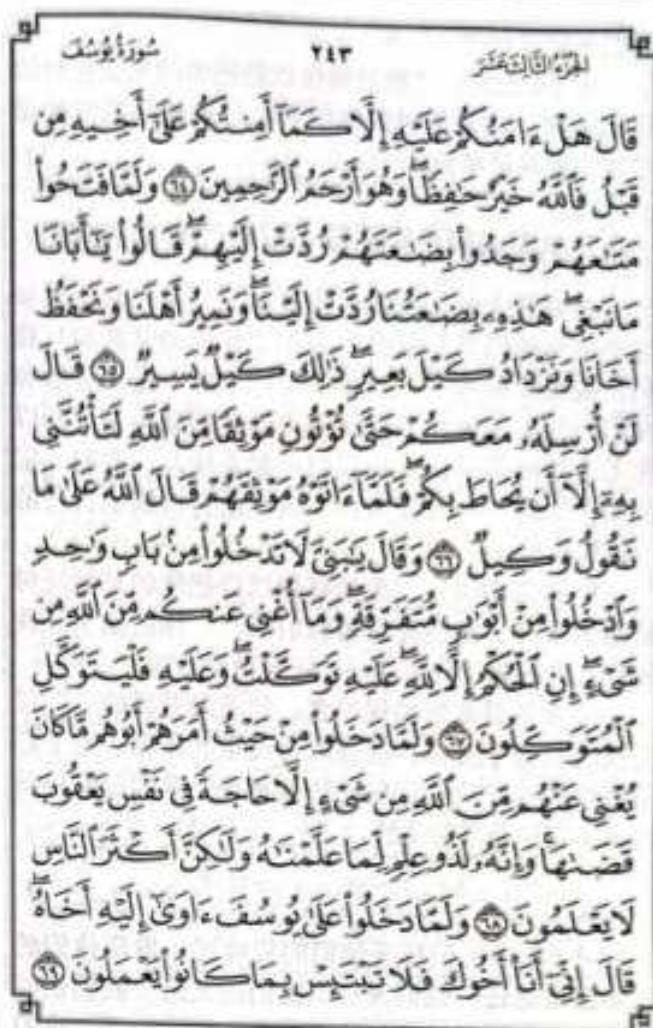 الجزء الثالث عشر ٢٤٣ سورة يوسف
قَالَ هَلْ ءَامَنُكُمْ عَلَيْهِ إِلَّا كَمَآ أَمِنتُكُمْ عَلَىٰٓ أَخِيهِ مِن
قَبْلُ فَٱللَّهُ خَيْرٌ حَٰفِظًاۖ وَهُوَ أَرْحَمُ ٱلرَّٰحِمِينَ ٦٤ وَلَمَّا فَتَحُوا۟
مَتَٰعَهُمْ وَجَدُوا۟ بِضَٰعَتَهُمْ رُدَّتْ إِلَيْهِمْۖ قَالُوا۟ يَٰٓأَبَانَا
مَا نَبْغِىۖ هَٰذِهِۦ بِضَٰعَتُنَا رُدَّتْ إِلَيْنَاۖ وَنَمِيرُ أَهْلَنَا وَنَحْفَظُ
أَخَانَا وَنَزْدَادُ كَيْلَ بَعِيرٍۖ ذَٰلِكَ كَيْلٌ يَسِيرٌ ٦٥ قَالَ
لَنْ أُرْسِلَهُۥ مَعَكُمْ حَتَّىٰ تُؤْتُونِ مَوْثِقًا مِّنَ ٱللَّهِ لَتَأْتُنَّنِى
بِهِۦٓ إِلَّآ أَن يُحَاطَ بِكُمْۖ فَلَمَّآ ءَاتَوْهُ مَوْثِقَهُمْ قَالَ ٱللَّهُ عَلَىٰ مَا
نَقُولُ وَكِيلٌ ٦٦ وَقَالَ يَٰبَنِىَّ لَا تَدْخُلُوا۟ مِنۢ بَابٍ وَٰحِدٍ
وَٱدْخُلُوا۟ مِنْ أَبْوَٰبٍ مُّتَفَرِّقَةٍۖ وَمَآ أُغْنِى عَنكُم مِّنَ ٱللَّهِ مِن
شَىْءٍۖ إِنِ ٱلْحُكْمُ إِلَّا لِلَّهِۖ عَلَيْهِ تَوَكَّلْتُۖ وَعَلَيْهِ فَلْيَتَوَكَّلِ
ٱلْمُتَوَكِّلُونَ ٦٧ وَلَمَّا دَخَلُوا۟ مِنْ حَيْثُ أَمَرَهُمْ أَبُوهُم مَّا كَانَ
يُغْنِى عَنْهُم مِّنَ ٱللَّهِ مِن شَىْءٍ إِلَّا حَاجَةً فِى نَفْسِ يَعْقُوبَ
قَضَىٰهَاۚ وَإِنَّهُۥ لَذُو عِلْمٍ لِّمَا عَلَّمْنَٰهُ وَلَٰكِنَّ أَكْثَرَ ٱلنَّاسِ
لَا يَعْلَمُونَ ٦٨ وَلَمَّا دَخَلُوا۟ عَلَىٰ يُوسُفَ ءَاوَىٰٓ إِلَيْهِ أَخَاهُۖ
قَالَ إِنِّىٓ أَنَا۠ أَخُوكَ فَلَا تَبْتَئِسْ بِمَا كَانُوا۟ يَعْمَلُونَ ٦٩